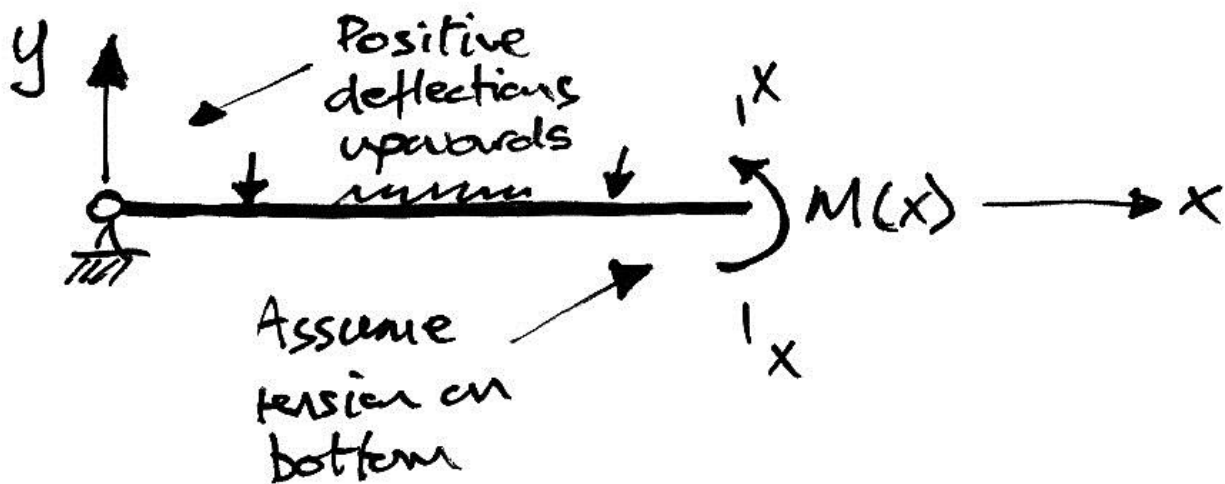 y
Positive
deflections
upwards
x
M(x)
x
Assume
tension on
bottom
x